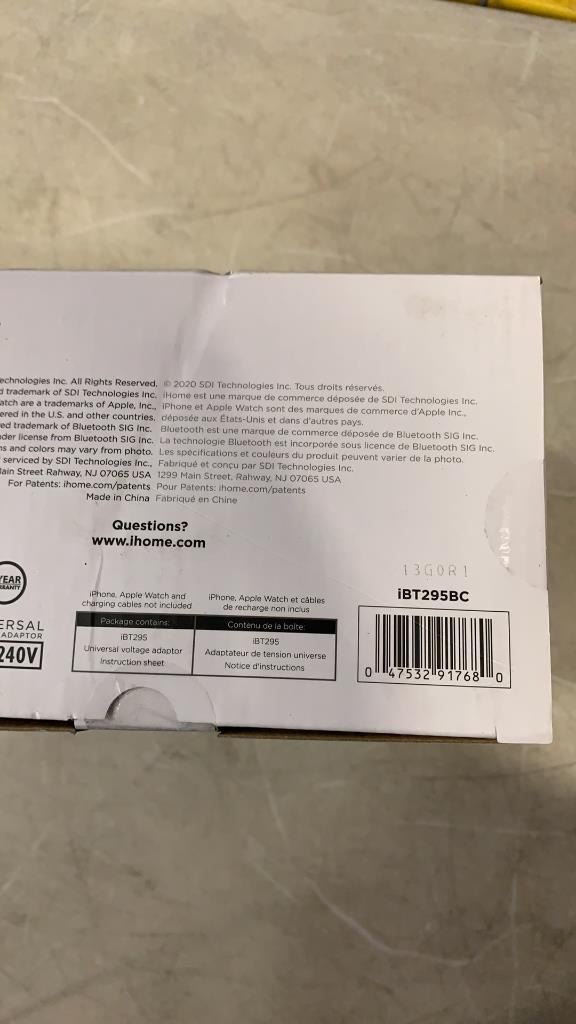 echnologies Inc. All Rights Reserved. © 2020 SDI Technologies Inc. Tous droits réservés.
d trademark of SDI Technologies Inc. iHome est une marque de commerce déposée de SDI Technologies Inc.
atch are a trademarks of Apple, Inc., iPhone et Apple Watch sont des marques de commerce d'Apple Inc.,
ered in the U.S. and other countries. déposée aux États-Unis et dans d'autres pays.
ed trademark of Bluetooth SIG Inc. Bluetooth est une marque de commerce déposée de Bluetooth SIG Inc.
der license from Bluetooth SIG Inc. La technologie Bluetooth est incorporée sous licence de Bluetooth SIG Inc.
ns and colors may vary from photo. Les spécifications et couleurs du produit peuvent varier de la photo.
serviced by SDI Technologies Inc., Fabriqué et conçu par SDI Technologies Inc.
ain Street Rahway, NJ 07065 USA 1299 Main Street, Rahway, NJ 07065 USA
For Patents: ihome.com/patents Pour Patents: ihome.com/patents
Made in China Fabriqué en Chine
Questions?
www.ihome.com
13GOR1
iBT295BC
YEAR
RRANTY
ERSAL
ADAPTOR
240V
iPhone, Apple Watch and
charging cables not included
Package contains:
iBT295
Universal voltage adaptor
Instruction sheet
iPhone, Apple Watch et câbles
de recharge non inclus
Contenu de la boîte:
iBT295
Adaptateur de tension universe
Notice d'instructions
0 47532 91768 0